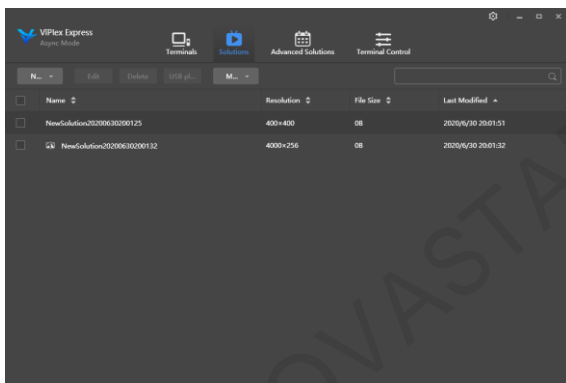 ViPlex Express
Async Mode
Terminals
Solutions
Advanced Solutions
Terminal Control
N...
Edit
Delete
USB pl...
M...
Name
Resolution
File Size
Last Modified
NewSolution20200630200125
400×400
0B
2020/6/30 20:01:51
NewSolution20200630200132
4000×256
0B
2020/6/30 20:01:32
OVASTA